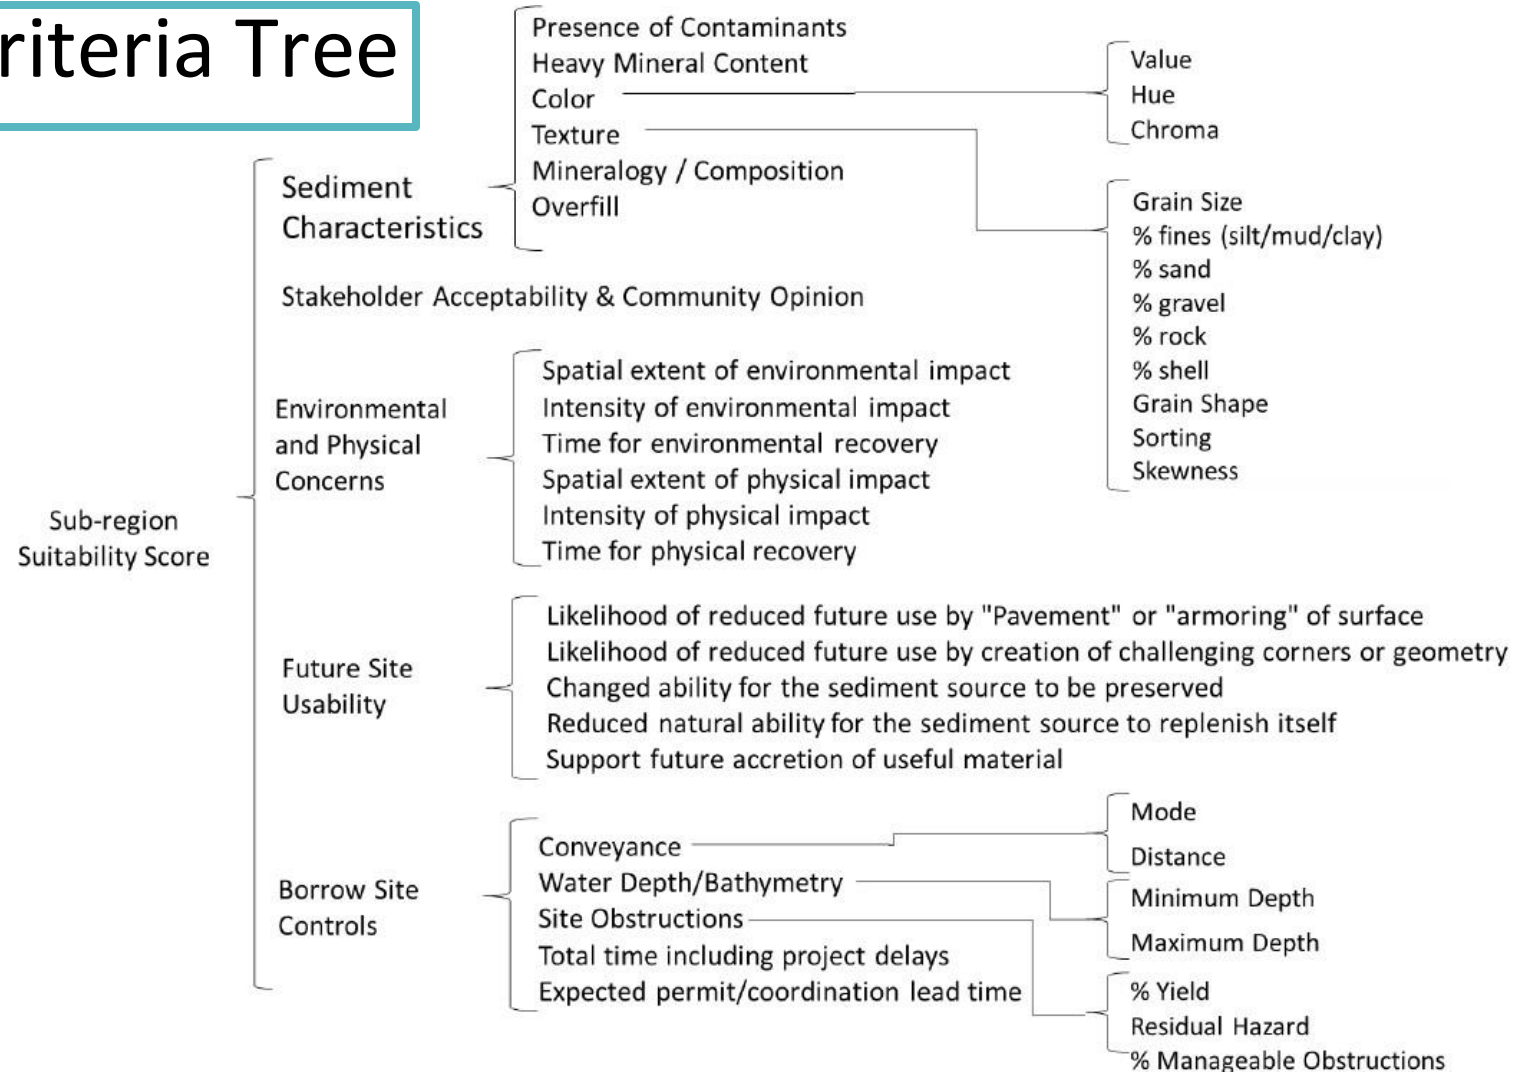 riteria Tree
Presence of Contaminants
Heavy Mineral Content
Color
Texture
Mineralogy / Composition
Overfill
Value
Hue
Chroma
Sediment
Characteristics
Grain Size
% fines (silt/mud/clay)
% sand
% gravel
% rock
% shell
Grain Shape
Sorting
Skewness
Stakeholder Acceptability & Community Opinion
Environmental
and Physical
Concerns
Spatial extent of environmental impact
Intensity of environmental impact
Time for environmental recovery
Spatial extent of physical impact
Intensity of physical impact
Time for physical recovery
Sub-region
Suitability Score
Future Site
Usability
Likelihood of reduced future use by "Pavement" or "armoring" of surface
Likelihood of reduced future use by creation of challenging corners or geometry
Changed ability for the sediment source to be preserved
Reduced natural ability for the sediment source to replenish itself
Support future accretion of useful material
Borrow Site
Controls
Conveyance
Water Depth/Bathymetry
Site Obstructions
Total time including project delays
Expected permit/coordination lead time
Mode
Distance
Minimum Depth
Maximum Depth
% Yield
Residual Hazard
% Manageable Obstructions